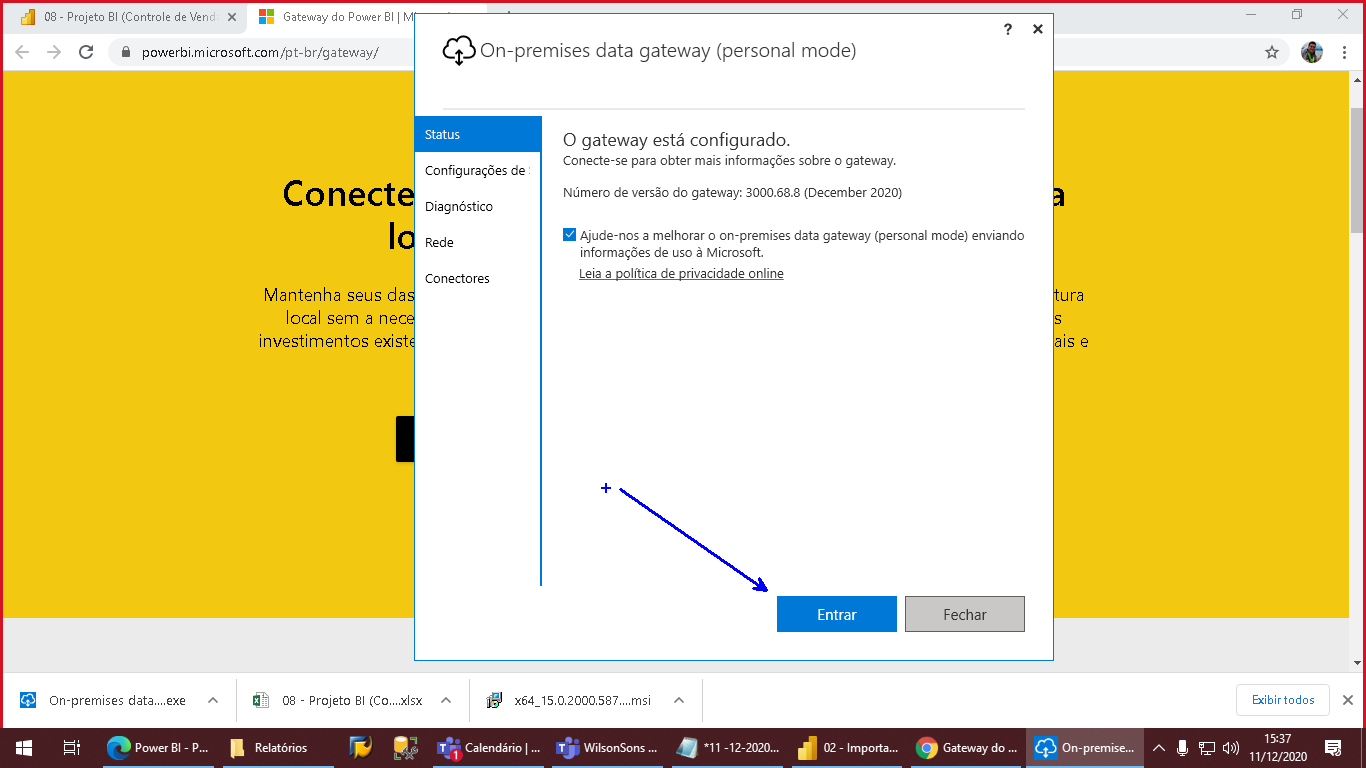 08 - Projeto BI (Controle de Vend
Gateway do Power BI | Mi
powerbi.microsoft.com/pt-br/gateway/
On-premises data gateway (personal mode)
Status
Configurações de
Diagnóstico
Rede
Conectores
O gateway está configurado.
Conecte-se para obter mais informações sobre o gateway.
Número de versão do gateway: 3000.68.8 (December 2020)
Ajude-nos a melhorar o on-premises data gateway (personal mode) enviando
informações de uso à Microsoft.
Leia a política de privacidade online
Entrar
Fechar
Conecte
a
lo
Mantenha seus das
tura
local sem a nece
s
investimentos existe
ais e
On-premises data....exe
08 - Projeto BI (Co....xlsx
x64_15.0.2000.587....msi
Exibir todos
Power BI - P...
Relatórios
Calendário | ...
WilsonSons ...
*11 -12-2020...
02 - Importa...
Gateway do ...
On-premise...
15:37
11/12/2020